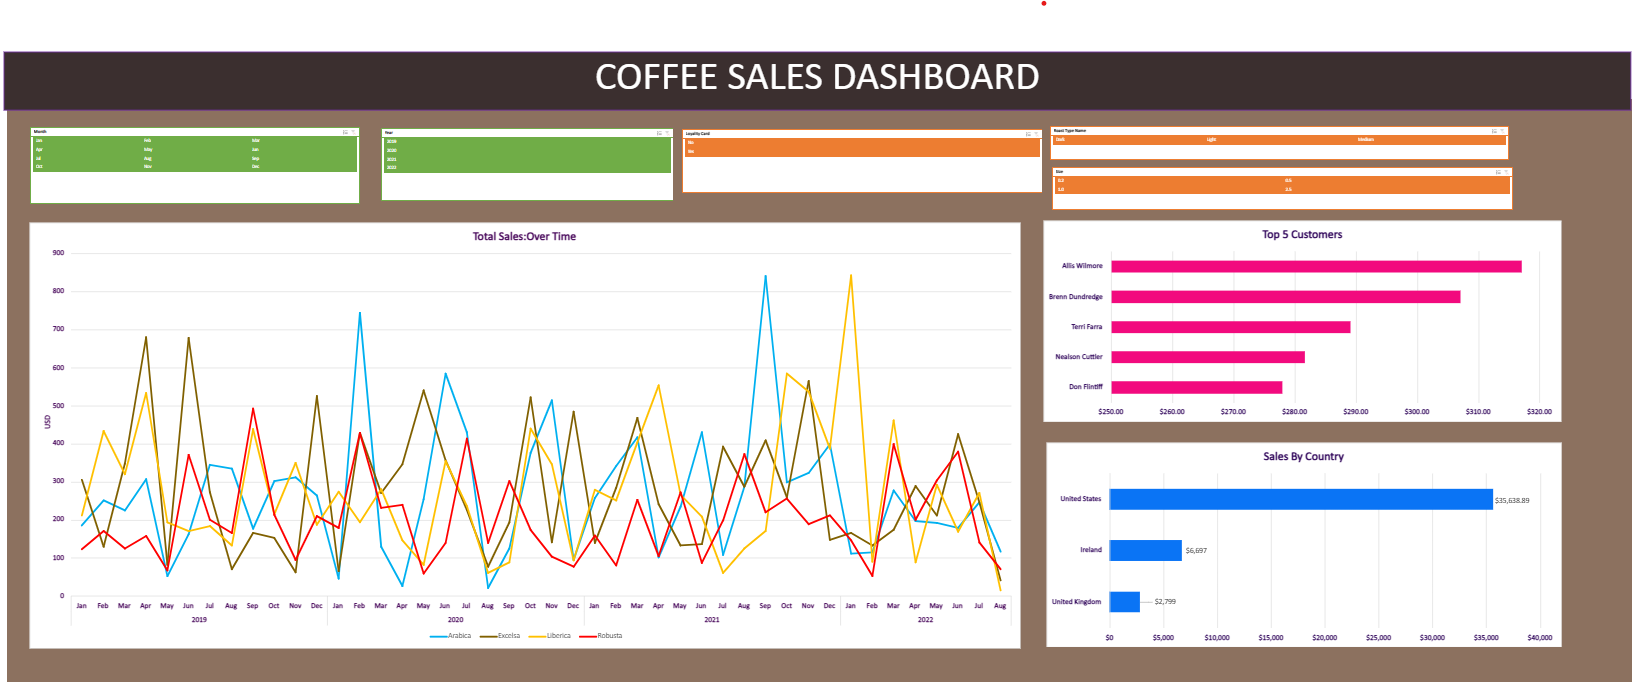 COFFEE SALES DASHBOARD
Month
Jan Feb Mar
Apr May Jun
Jul Aug Sep
Oct Nov Dec
Year
2019
2020
2021
2022
Loyality Card
No
Yes
Roast Type Name
Dark Light Medium
Size
0.2 0.5
1.0 2.5
Total Sales:Over Time
900
800
700
600
500
400
300
200
100
0
USD
Jan Feb Mar Apr May Jun Jul Aug Sep Oct Nov Dec Jan Feb Mar Apr May Jun Jul Aug Sep Oct Nov Dec Jan Feb Mar Apr May Jun Jul Aug Sep Oct Nov Dec Jan Feb Mar Apr May Jun Jul Aug
2019 2020 2021 2022
Arabica Excelsa Liberica Robusta
Top 5 Customers
Allis Wilmore
Brenn Dundredge
Terri Farra
Nealson Cuttler
Don Flintiff
$250.00 $260.00 $270.00 $280.00 $290.00 $300.00 $310.00 $320.00
Sales By Country
United States $35,638.89
Ireland $6,697
United Kingdom $2,799
$0 $5,000 $10,000 $15,000 $20,000 $25,000 $30,000 $35,000 $40,000